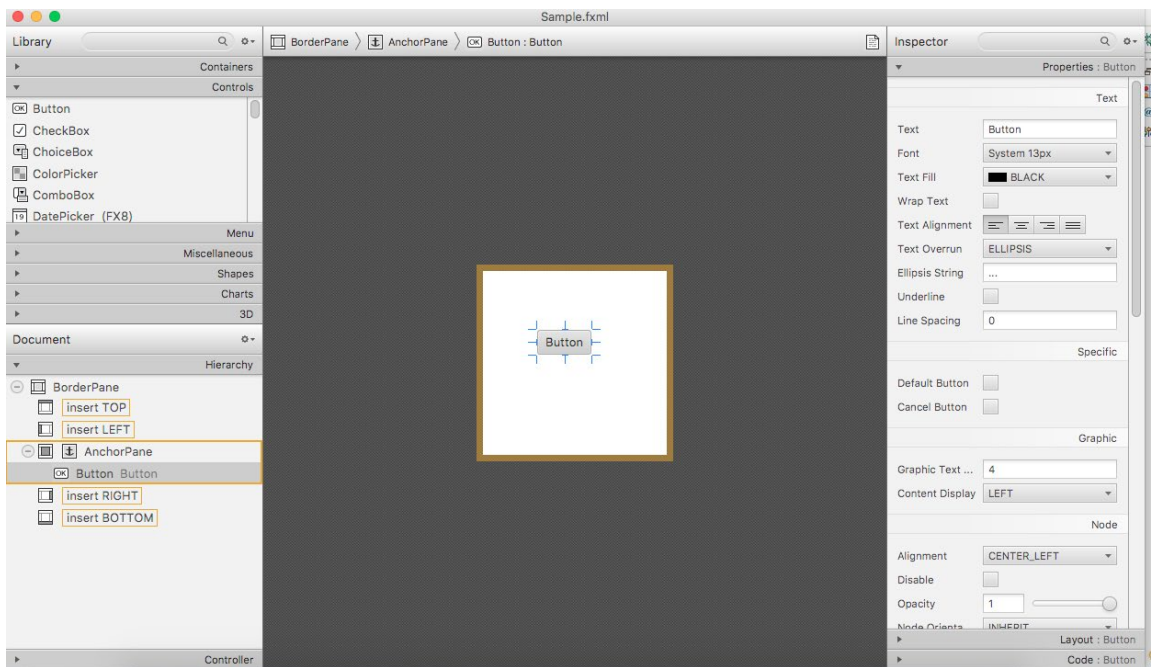 Sample.fxml
Library
BorderPane
AnchorPane
Button : Button
Inspector
Containers
Controls
Button
CheckBox
ChoiceBox
ColorPicker
ComboBox
DatePicker (FX8)
Menu
Miscellaneous
Shapes
Charts
3D
Document
Hierarchy
BorderPane
insert TOP
insert LEFT
AnchorPane
Button Button
insert RIGHT
insert BOTTOM
Controller
Button
Properties : Button
Text
Text Button
Font System 13px
Text Fill BLACK
Wrap Text
Text Alignment
Text Overrun ELLIPSIS
Ellipsis String ...
Underline
Line Spacing 0
Specific
Default Button
Cancel Button
Graphic
Graphic Text ... 4
Content Display LEFT
Node
Alignment CENTER_LEFT
Disable
Opacity 1
Node Orienta INHERIT
Layout : Button
Code : Button